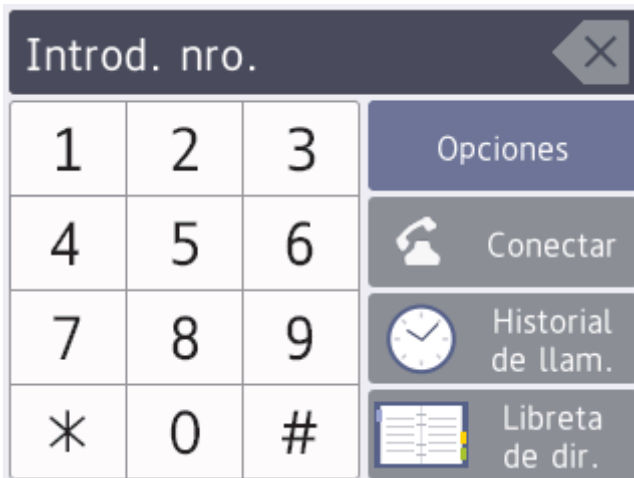 Introd. nro.
1 2 3
Opciones
4 5 6
Conectar
7 8 9
Historial
de llam.
* 0 #
Libreta
de dir.